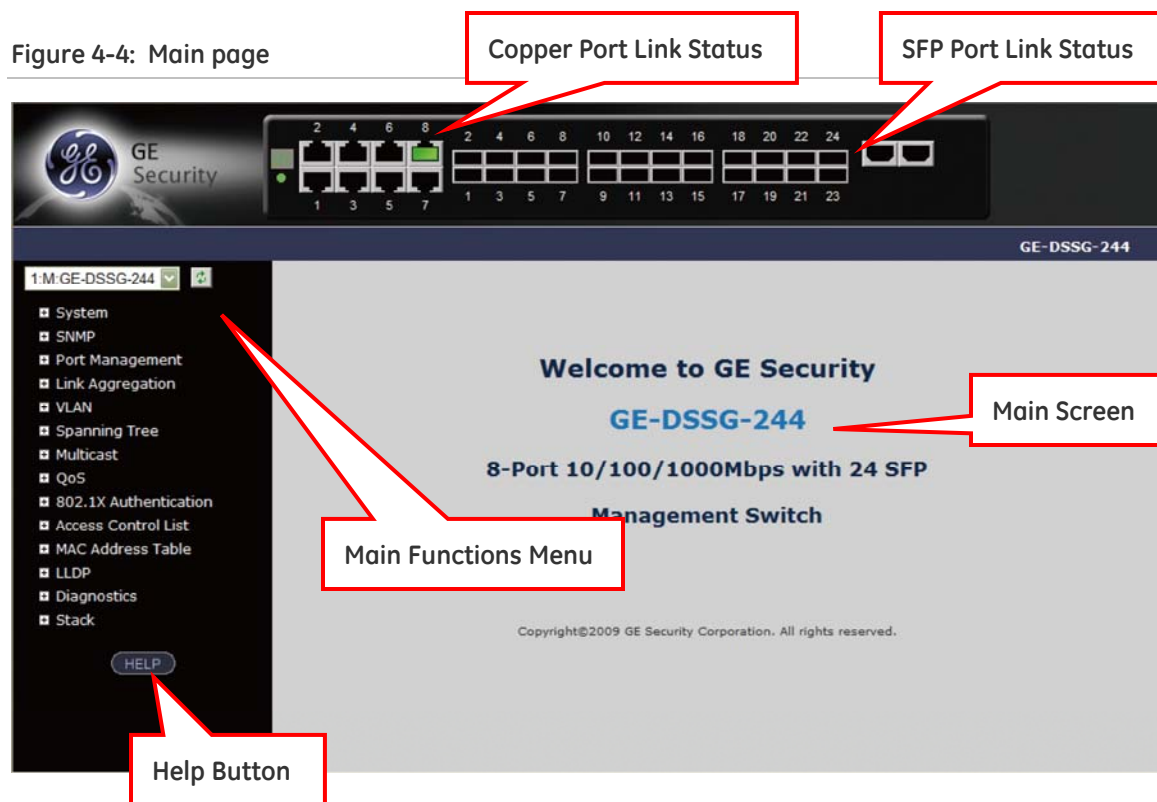 Figure 4-4: Main page
Copper Port Link Status
SFP Port Link Status
GE
Security
2 4 6 8
2 4 6 8 10 12 14 16 18 20 22 24
1 3 5 7
1 3 5 7 9 11 13 15 17 19 21 23
GE-DSSG-244
1:M:GE-DSSG-244
System
SNMP
Port Management
Link Aggregation
VLAN
Spanning Tree
Multicast
QoS
802.1X Authentication
Access Control List
MAC Address Table
LLDP
Diagnostics
Stack
HELP
Welcome to GE Security
GE-DSSG-244
8-Port 10/100/1000Mbps with 24 SFP
Management Switch
Main Screen
Main Functions Menu
Copyright©2009 GE Security Corporation. All rights reserved.
Help Button